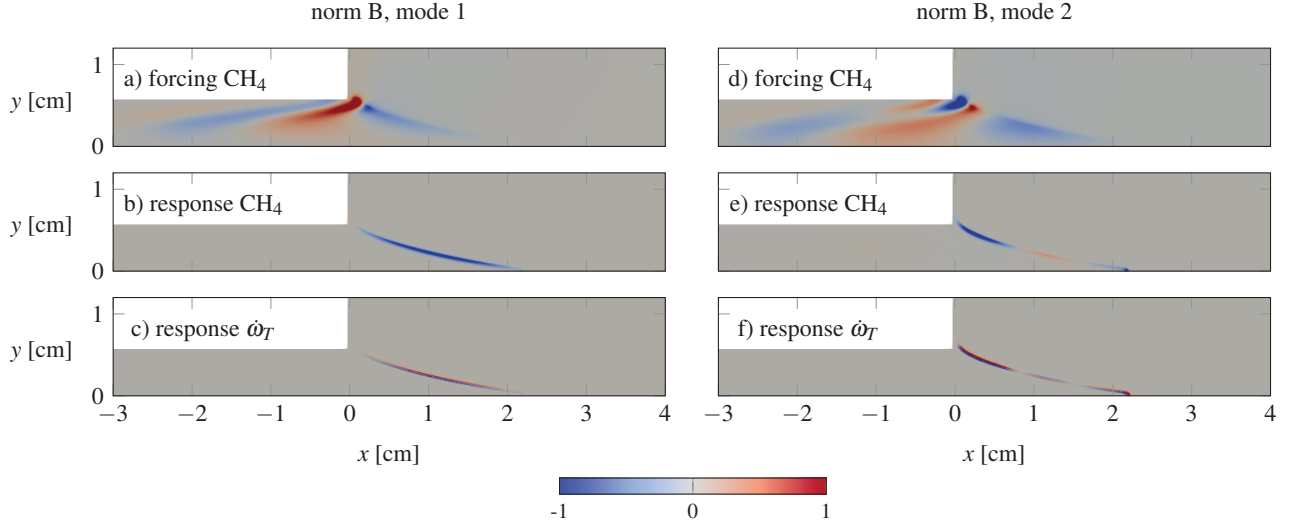 norm B, mode 1
norm B, mode 2
1
a) forcing CH₄
y [cm]
0
d) forcing CH₄
1
b) response CH₄
y [cm]
0
e) response CH₄
1
c) response ω̇_T
y [cm]
0
f) response ω̇_T
−3 −2 −1 0 1 2 3 4
−3 −2 −1 0 1 2 3 4
x [cm]
x [cm]
-1 0 1